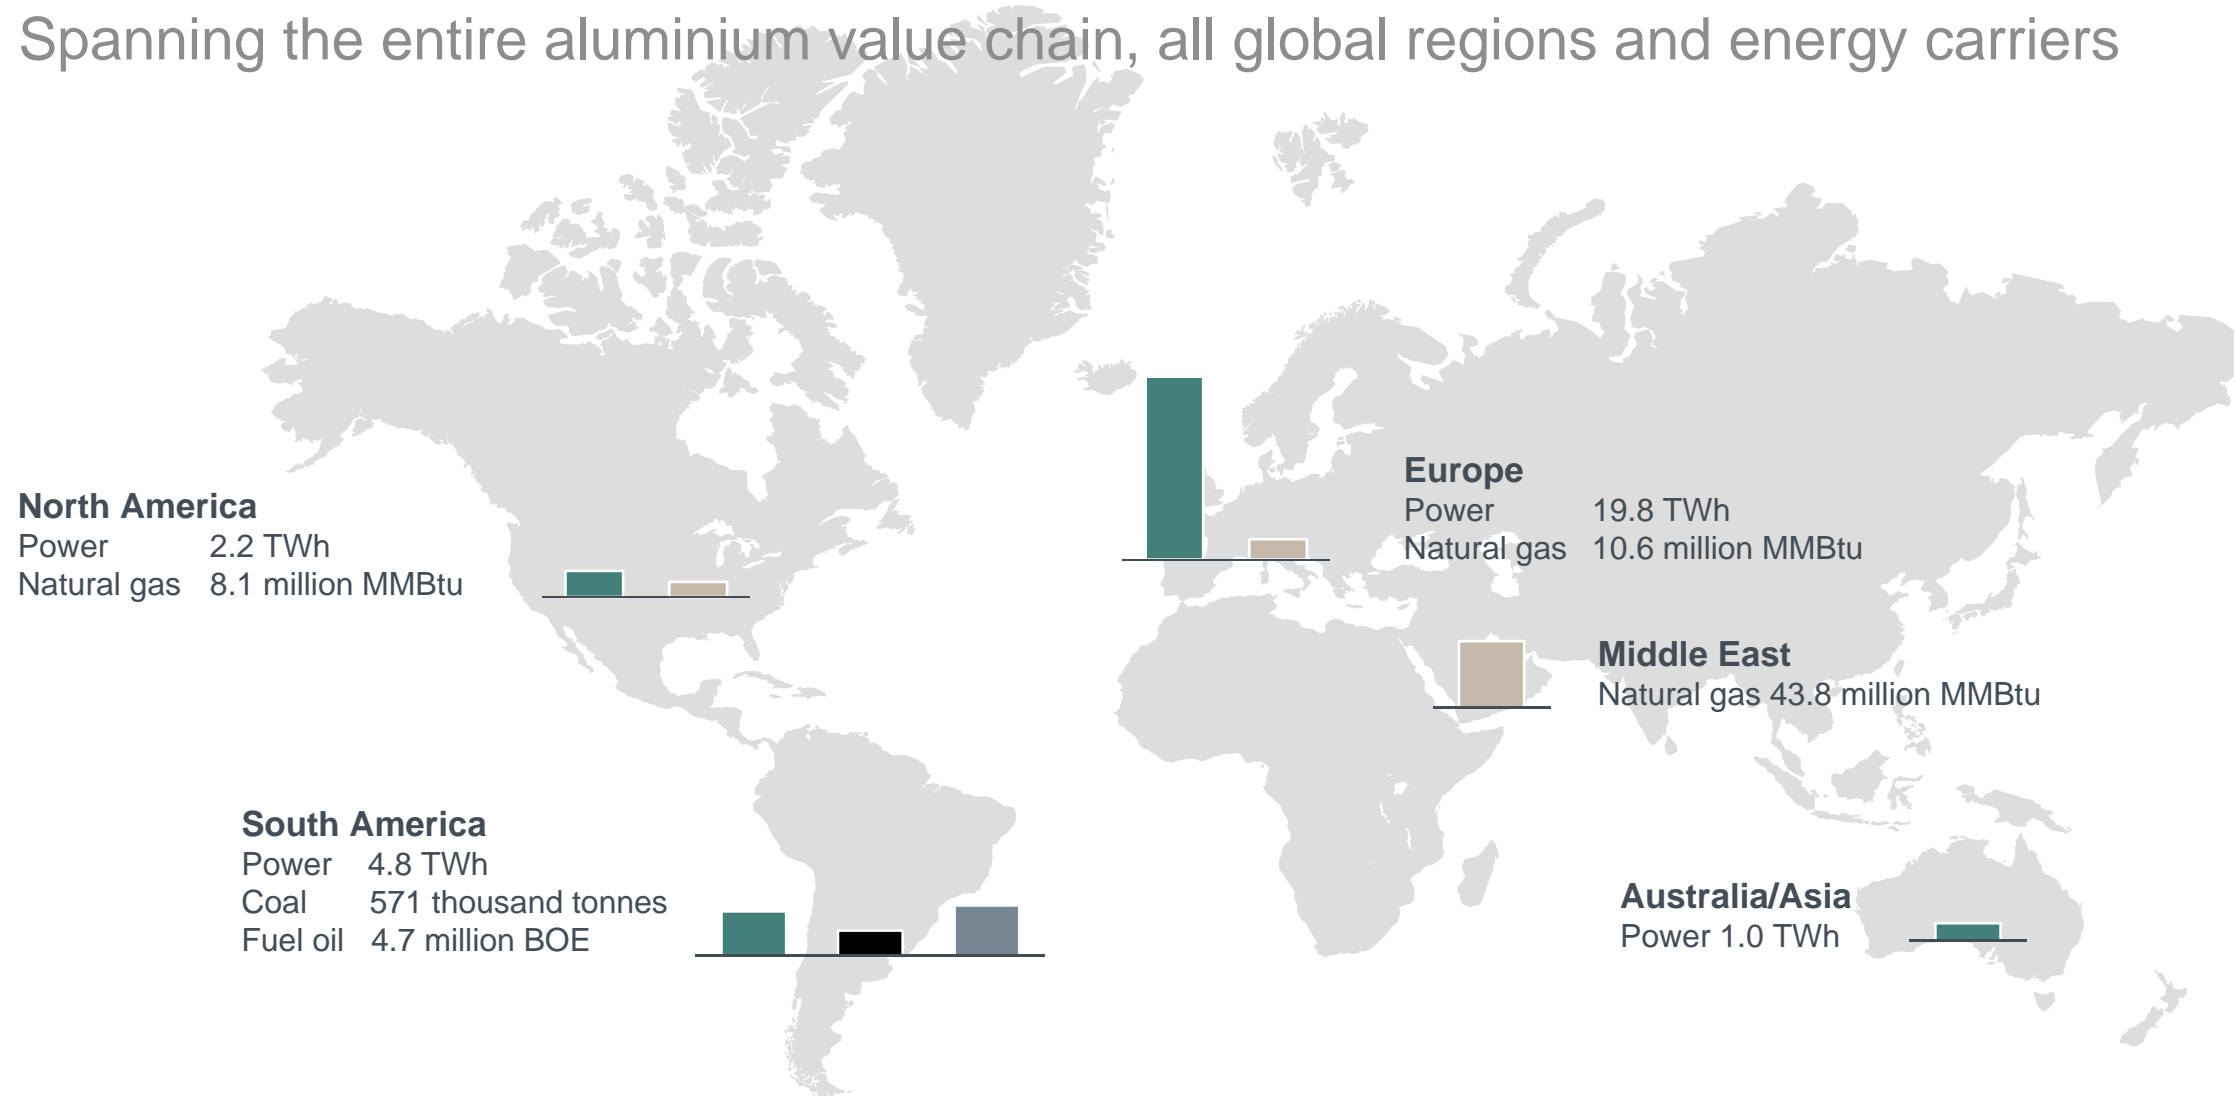 Spanning the entire aluminium value chain, all global regions and energy carriers
North America
Power 2.2 TWh
Natural gas 8.1 million MMBtu
Europe
Power 19.8 TWh
Natural gas 10.6 million MMBtu
Middle East
Natural gas 43.8 million MMBtu
South America
Power 4.8 TWh
Coal 571 thousand tonnes
Fuel oil 4.7 million BOE
Australia/Asia
Power 1.0 TWh